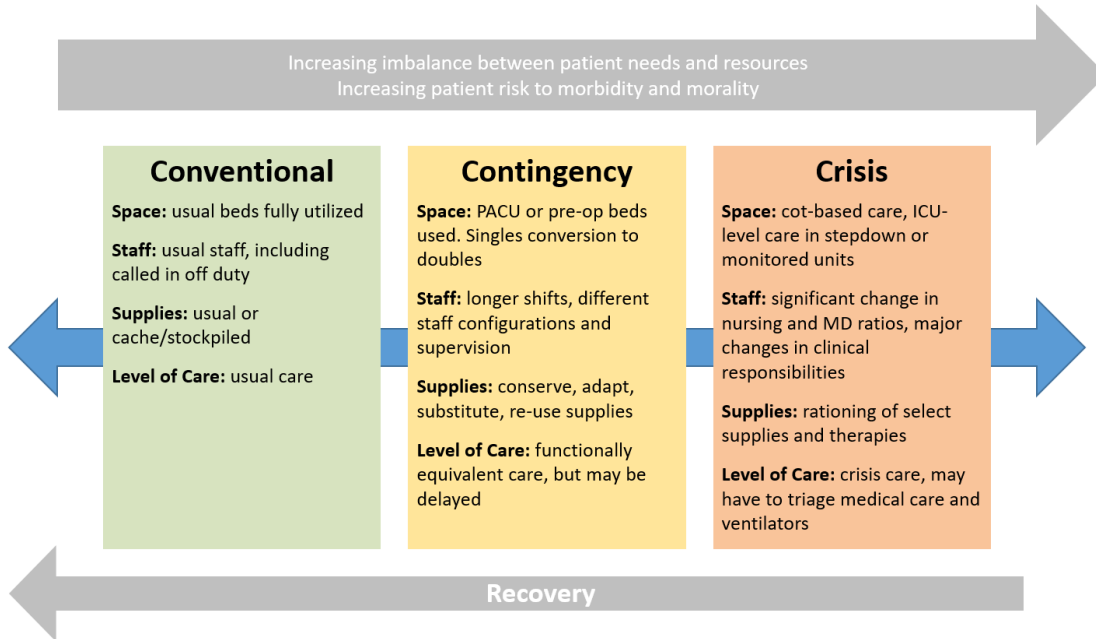 Increasing imbalance between patient needs and resources
Increasing patient risk to morbidity and morality
Conventional
Space: usual beds fully utilized
Staff: usual staff, including
called in off duty
Supplies: usual or
cache/stockpiled
Level of Care: usual care
Contingency
Space: PACU or pre-op beds
used. Singles conversion to
doubles
Staff: longer shifts, different
staff configurations and
supervision
Supplies: conserve, adapt,
substitute, re-use supplies
Level of Care: functionally
equivalent care, but may be
delayed
Crisis
Space: cot-based care, ICU-
level care in stepdown or
monitored units
Staff: significant change in
nursing and MD ratios, major
changes in clinical
responsibilities
Supplies: rationing of select
supplies and therapies
Level of Care: crisis care, may
have to triage medical care and
ventilators
Recovery